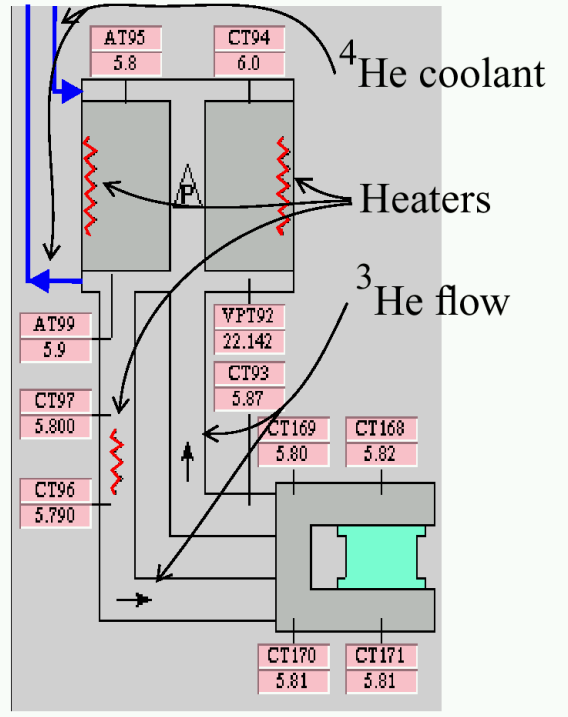 AT95
5.8
CT94
6.0
4He coolant
P
Heaters
3He flow
AT99
5.9
VPT92
22.142
CT97
5.800
CT93
5.87
CT169
5.80
CT168
5.82
CT96
5.790
CT170
5.81
CT171
5.81